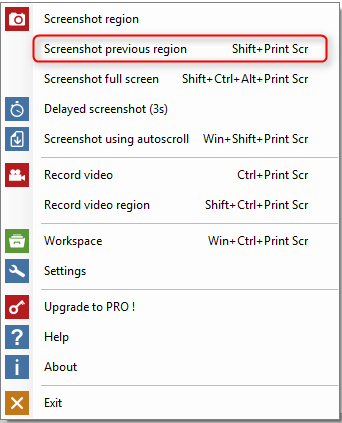 Screenshot region
Screenshot previous region Shift+Print Scr
Screenshot full screen Shift+Ctrl+Alt+Print Scr
Delayed screenshot (3s)
Screenshot using autoscroll Win+Shift+Print Scr
Record video Ctrl+Print Scr
Record video region Shift+Ctrl+Print Scr
Workspace Win+Ctrl+Print Scr
Settings
Upgrade to PRO !
Help
About
Exit